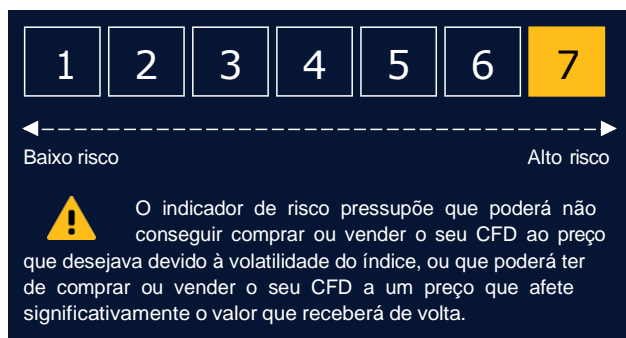 1 2 3 4 5 6 7
Baixo risco Alto risco
O indicador de risco pressupõe que poderá não
conseguir comprar ou vender o seu CFD ao preço
que desejava devido à volatilidade do índice, ou que poderá ter
de comprar ou vender o seu CFD a um preço que afete
significativamente o valor que receberá de volta.